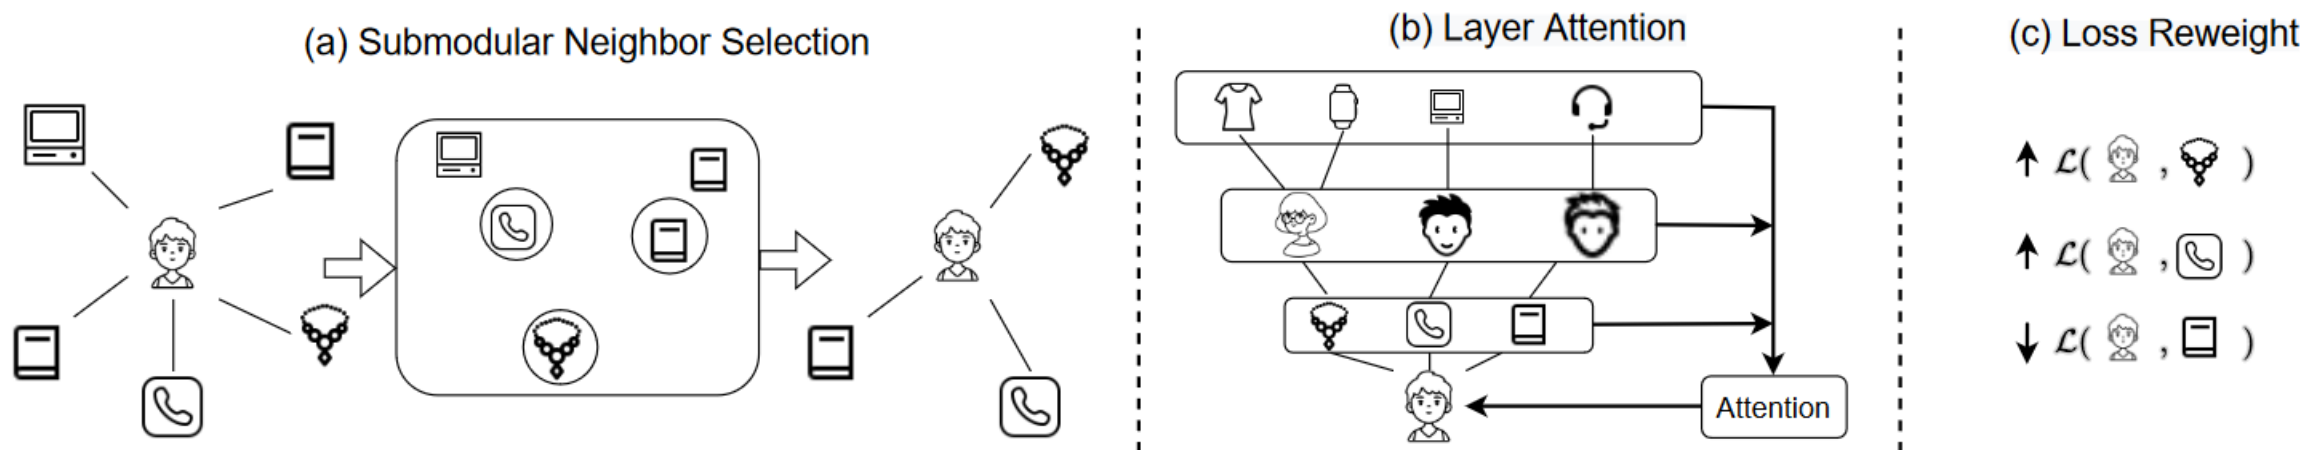 (a) Submodular Neighbor Selection
(b) Layer Attention
Attention
(c) Loss Reweight
↑ ℒ( , )
↑ ℒ( , )
↓ ℒ( , )